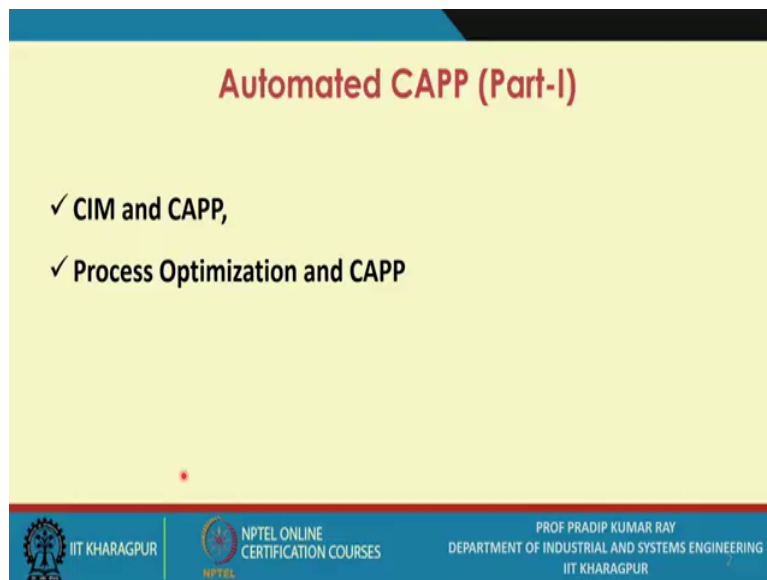 Automated CAPP (Part-I)
✓ CIM and CAPP,
✓ Process Optimization and CAPP
IIT KHARAGPUR
NPTEL ONLINE
CERTIFICATION COURSES
NPTEL
PROF PRADIP KUMAR RAY
DEPARTMENT OF INDUSTRIAL AND SYSTEMS ENGINEERING
IIT KHARAGPUR